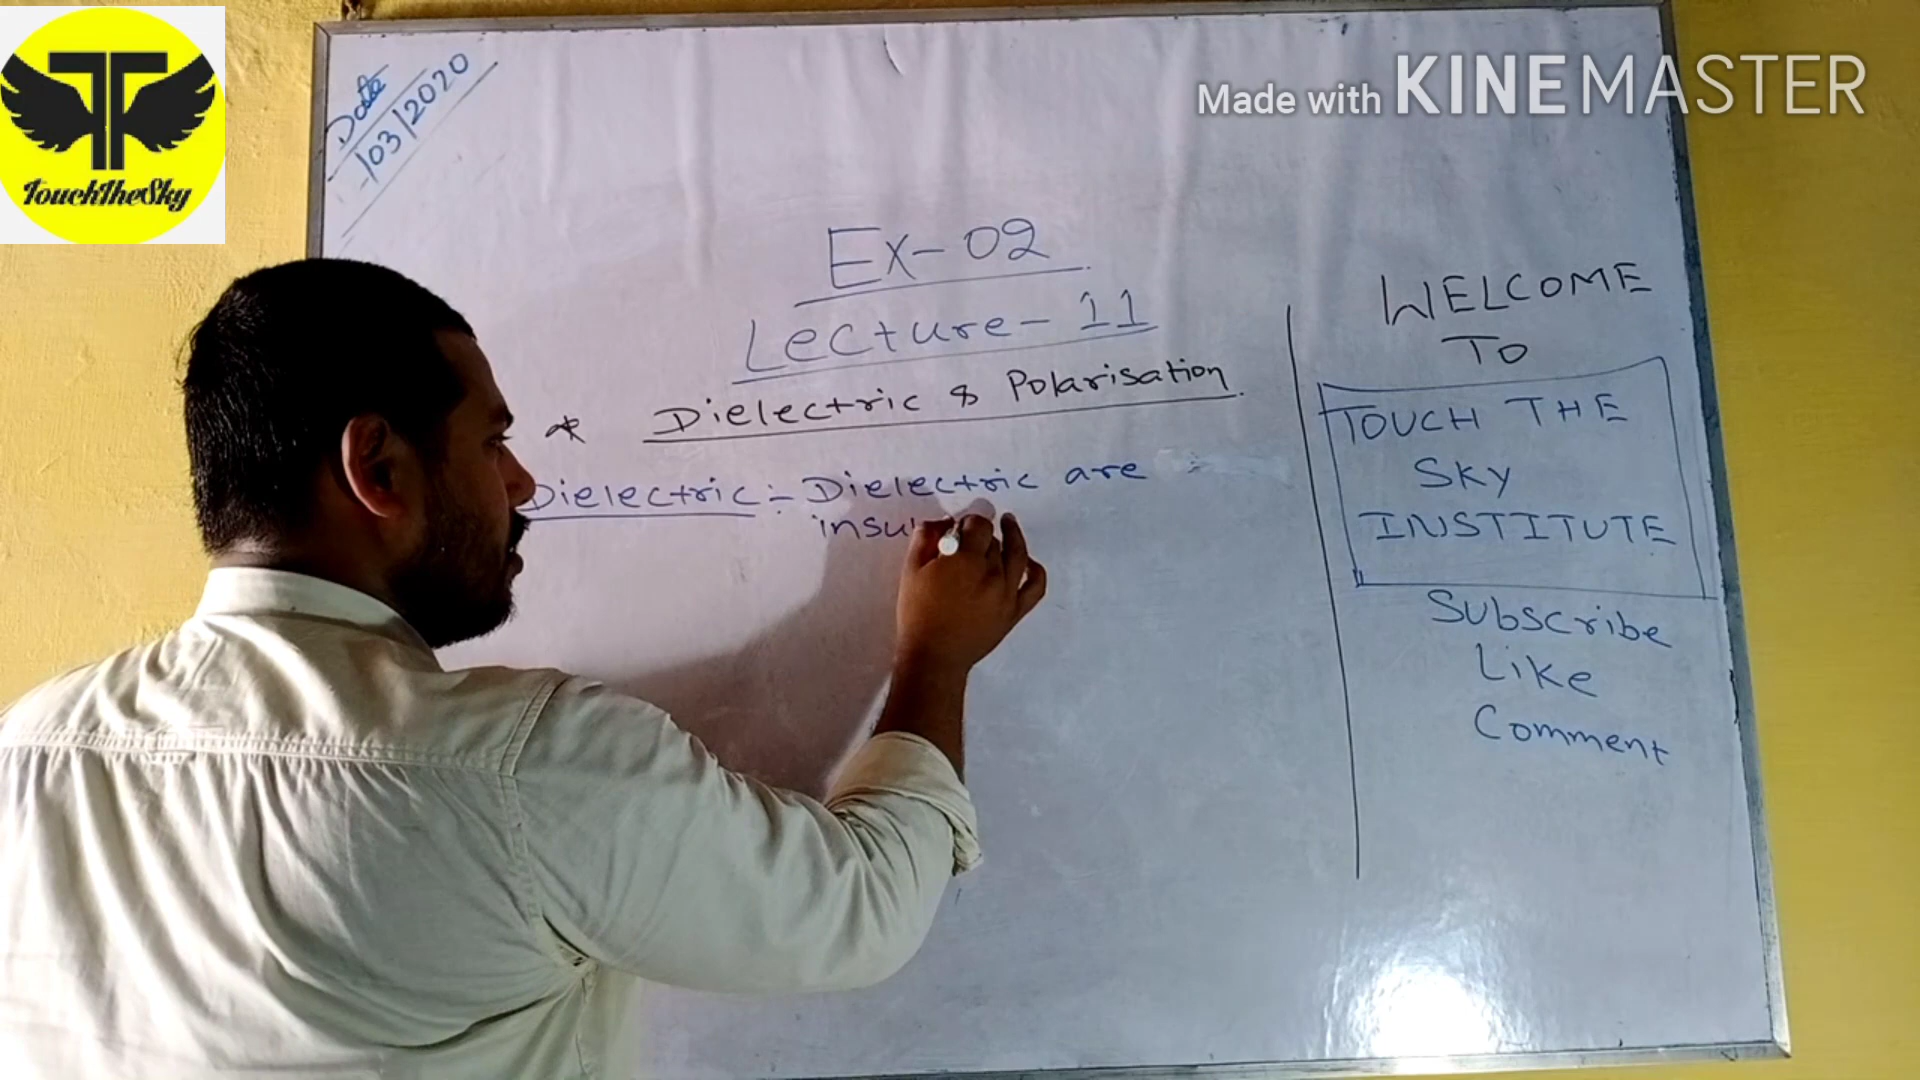 TouchTheSky
Made with KINEMASTER
Date
-/03/2020
Ex-02
Lecture-11
* Dielectric & Polarisation
Dielectric :- Dielectric are
WELCOME
TO
TOUCH THE
SKY
INSTITUTE
Subscribe
Like
Comment